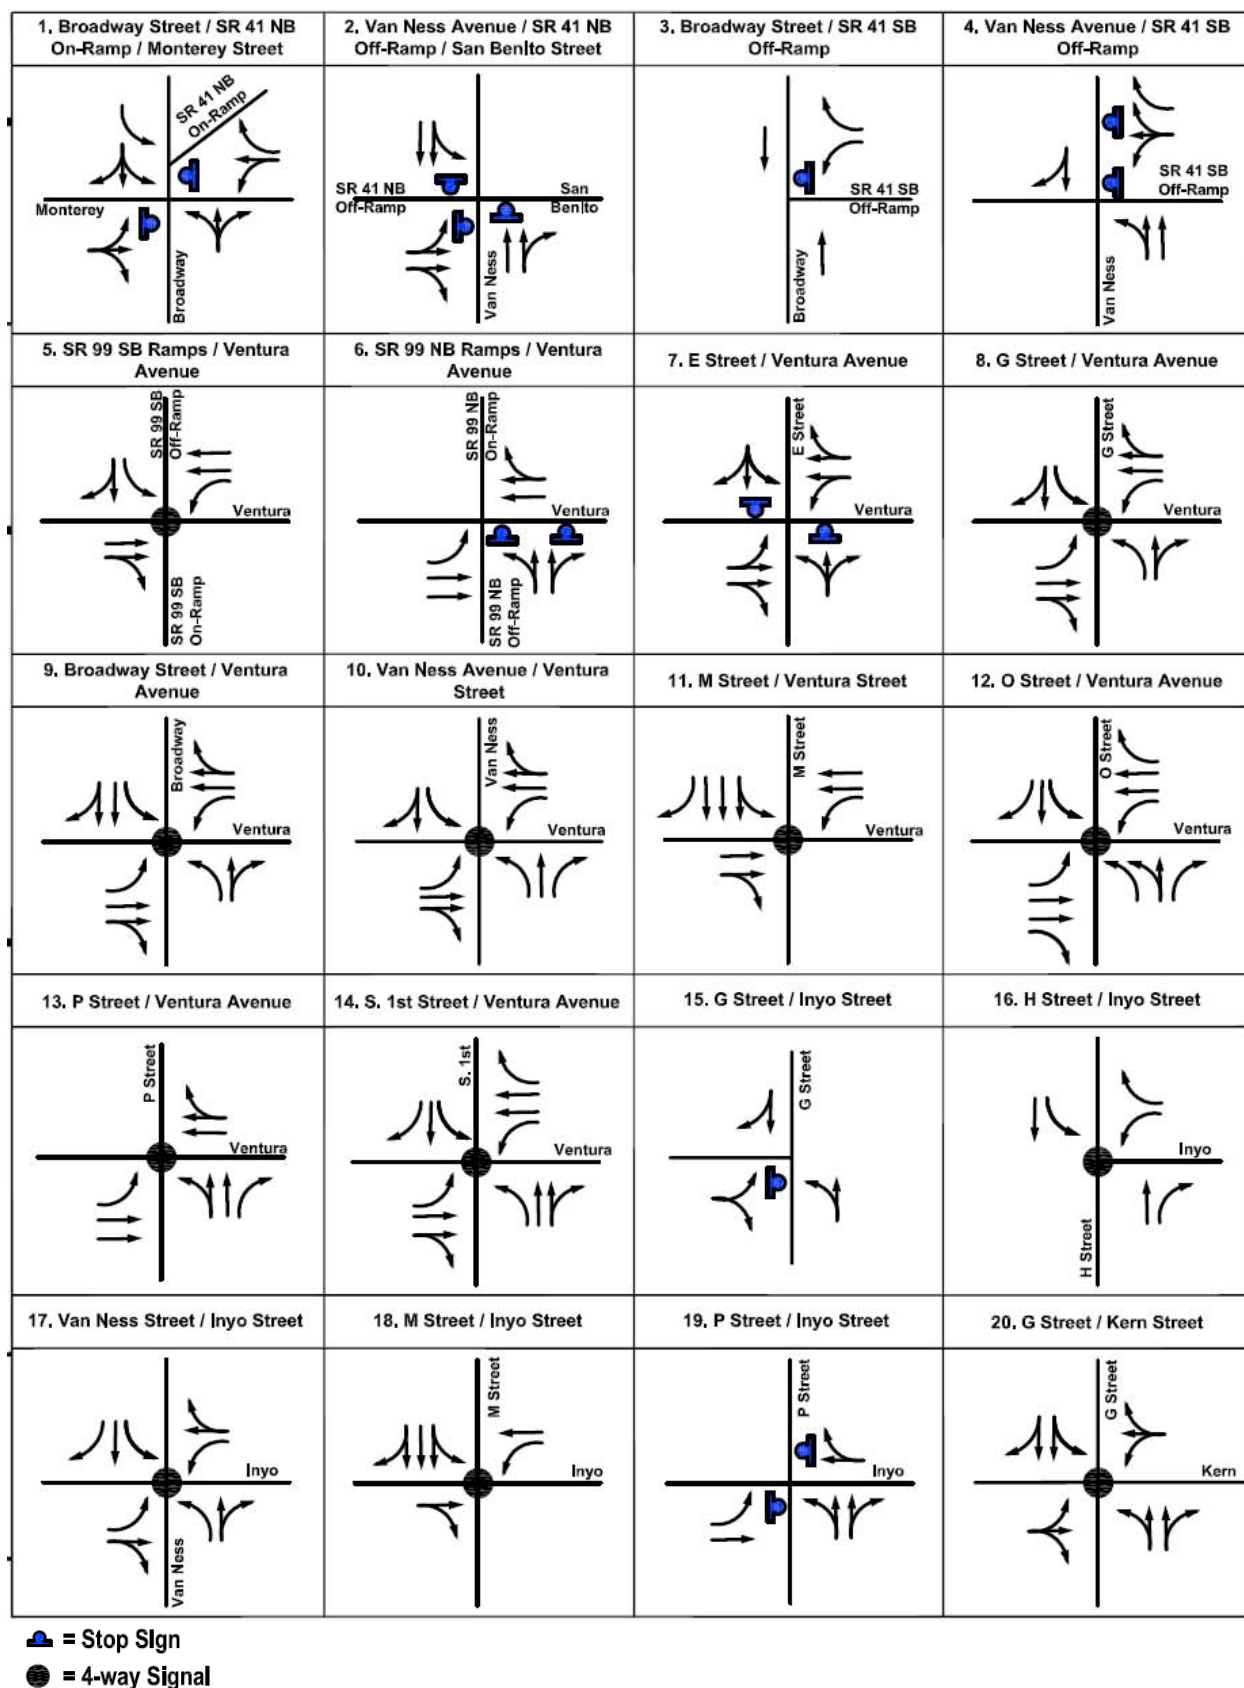 1. Broadway Street / SR 41 NB
On-Ramp / Monterey Street
2. Van Ness Avenue / SR 41 NB
Off-Ramp / San Benito Street
3. Broadway Street / SR 41 SB
Off-Ramp
4. Van Ness Avenue / SR 41 SB
Off-Ramp
SR 41 NB
On-Ramp
Monterey
Broadway
SR 41 NB
Off-Ramp
San
Benito
Van Ness
SR 41 SB
Off-Ramp
Broadway
SR 41 SB
Off-Ramp
Van Ness
5. SR 99 SB Ramps / Ventura
Avenue
6. SR 99 NB Ramps / Ventura
Avenue
7. E Street / Ventura Avenue
8. G Street / Ventura Avenue
SR 99 SB
Off-Ramp
Ventura
SR 99 SB
On-Ramp
SR 99 NB
On-Ramp
Ventura
SR 99 NB
Off-Ramp
E Street
Ventura
G Street
Ventura
9. Broadway Street / Ventura
Avenue
10. Van Ness Avenue / Ventura
Street
11. M Street / Ventura Street
12. O Street / Ventura Avenue
Broadway
Ventura
Van Ness
Ventura
M Street
Ventura
O Street
Ventura
13. P Street / Ventura Avenue
14. S. 1st Street / Ventura Avenue
15. G Street / Inyo Street
16. H Street / Inyo Street
P Street
Ventura
S. 1st
Ventura
G Street
Inyo
H Street
17. Van Ness Street / Inyo Street
18. M Street / Inyo Street
19. P Street / Inyo Street
20. G Street / Kern Street
Inyo
Van Ness
M Street
Inyo
P Street
Inyo
G Street
Kern
= Stop Sign
= 4-way Signal